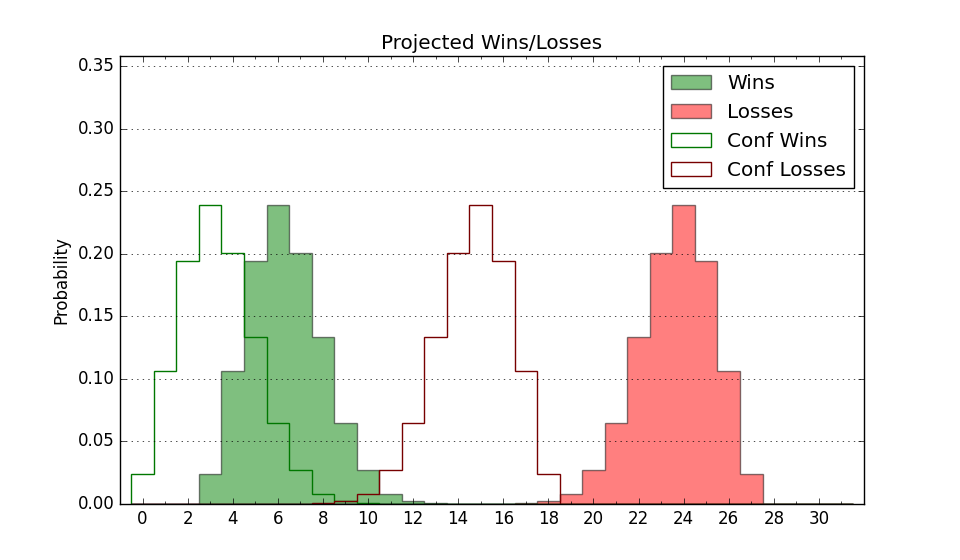 Projected Wins/Losses
0.35
0.30
0.25
0.20
0.15
0.10
0.05
0.00
Probability
Wins
Losses
Conf Wins
Conf Losses
0 2 4 6 8 10 12 14 16 18 20 22 24 26 28 30